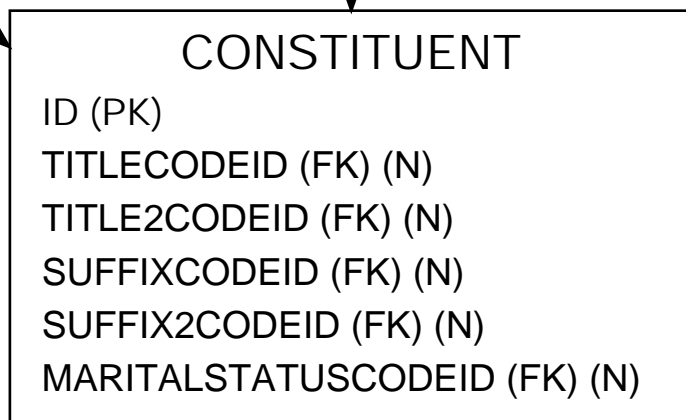 CONSTITUENT
ID (PK)
TITLECODEID (FK) (N)
TITLE2CODEID (FK) (N)
SUFFIXCODEID (FK) (N)
SUFFIX2CODEID (FK) (N)
MARITALSTATUSCODEID (FK) (N)